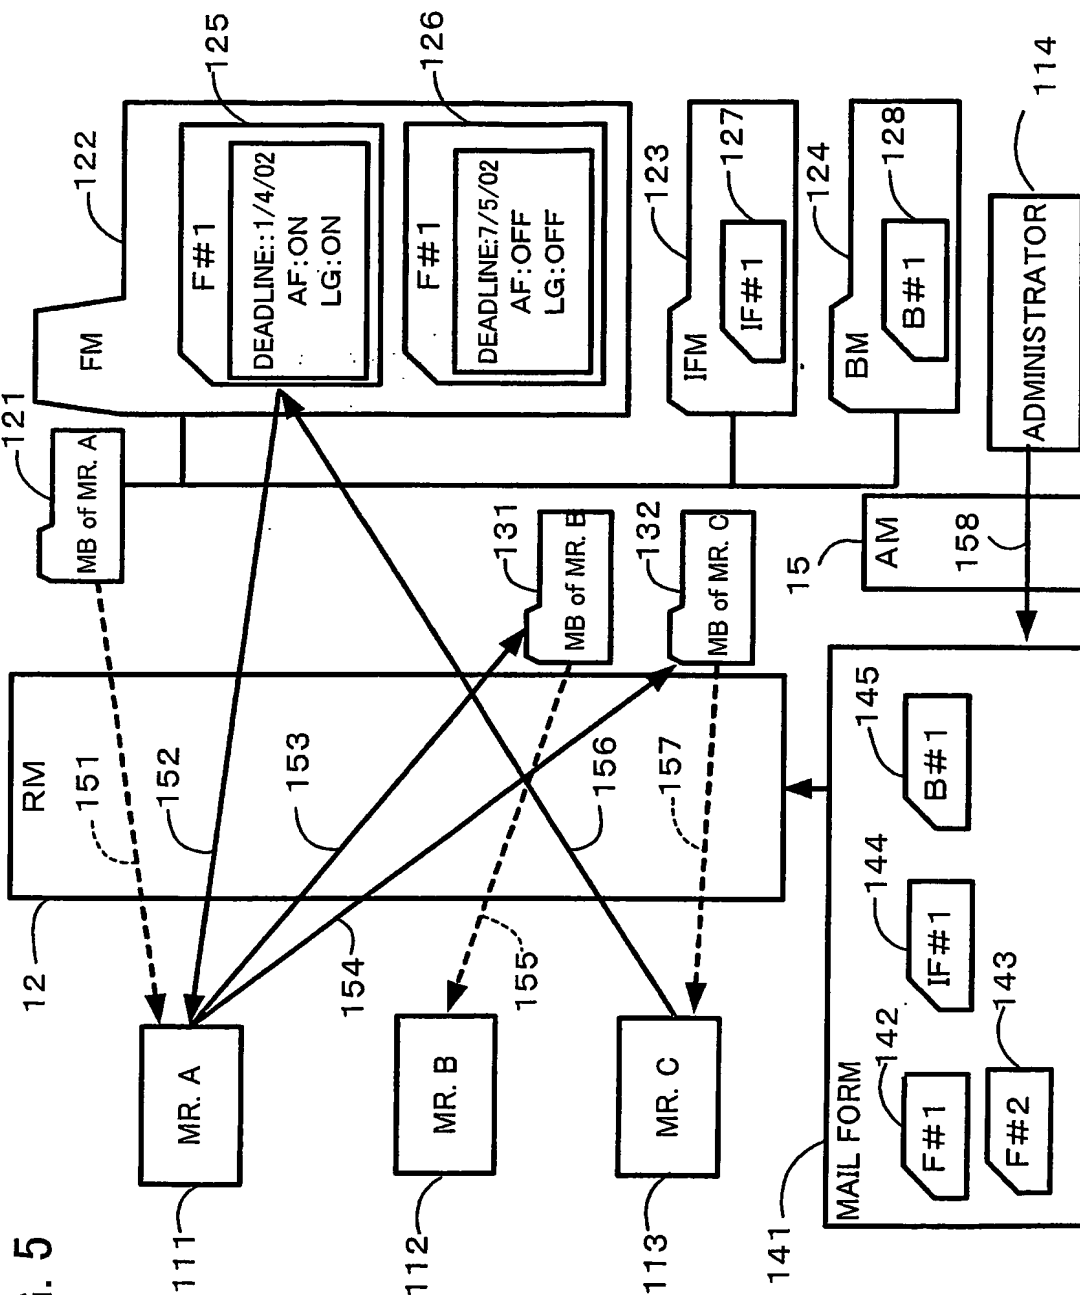 . 5
111
MR. A
112
MR. B
113
MR. C
12
RM
151
152
153
154
155
156
157
121
MB of MR. A
131
MB of MR. B
132
MB of MR. C
122
FM
125
F#1
DEADLINE::1/4/02
AF:ON
LG:ON
126
F#1
DEADLINE:7/5/02
AF:OFF
LG:OFF
123
IFM
127
IF#1
124
BM
128
B#1
141
MAIL FORM
142
F#1
143
F#2
144
IF#1
145
B#1
15
AM
158
ADMINISTRATOR
114